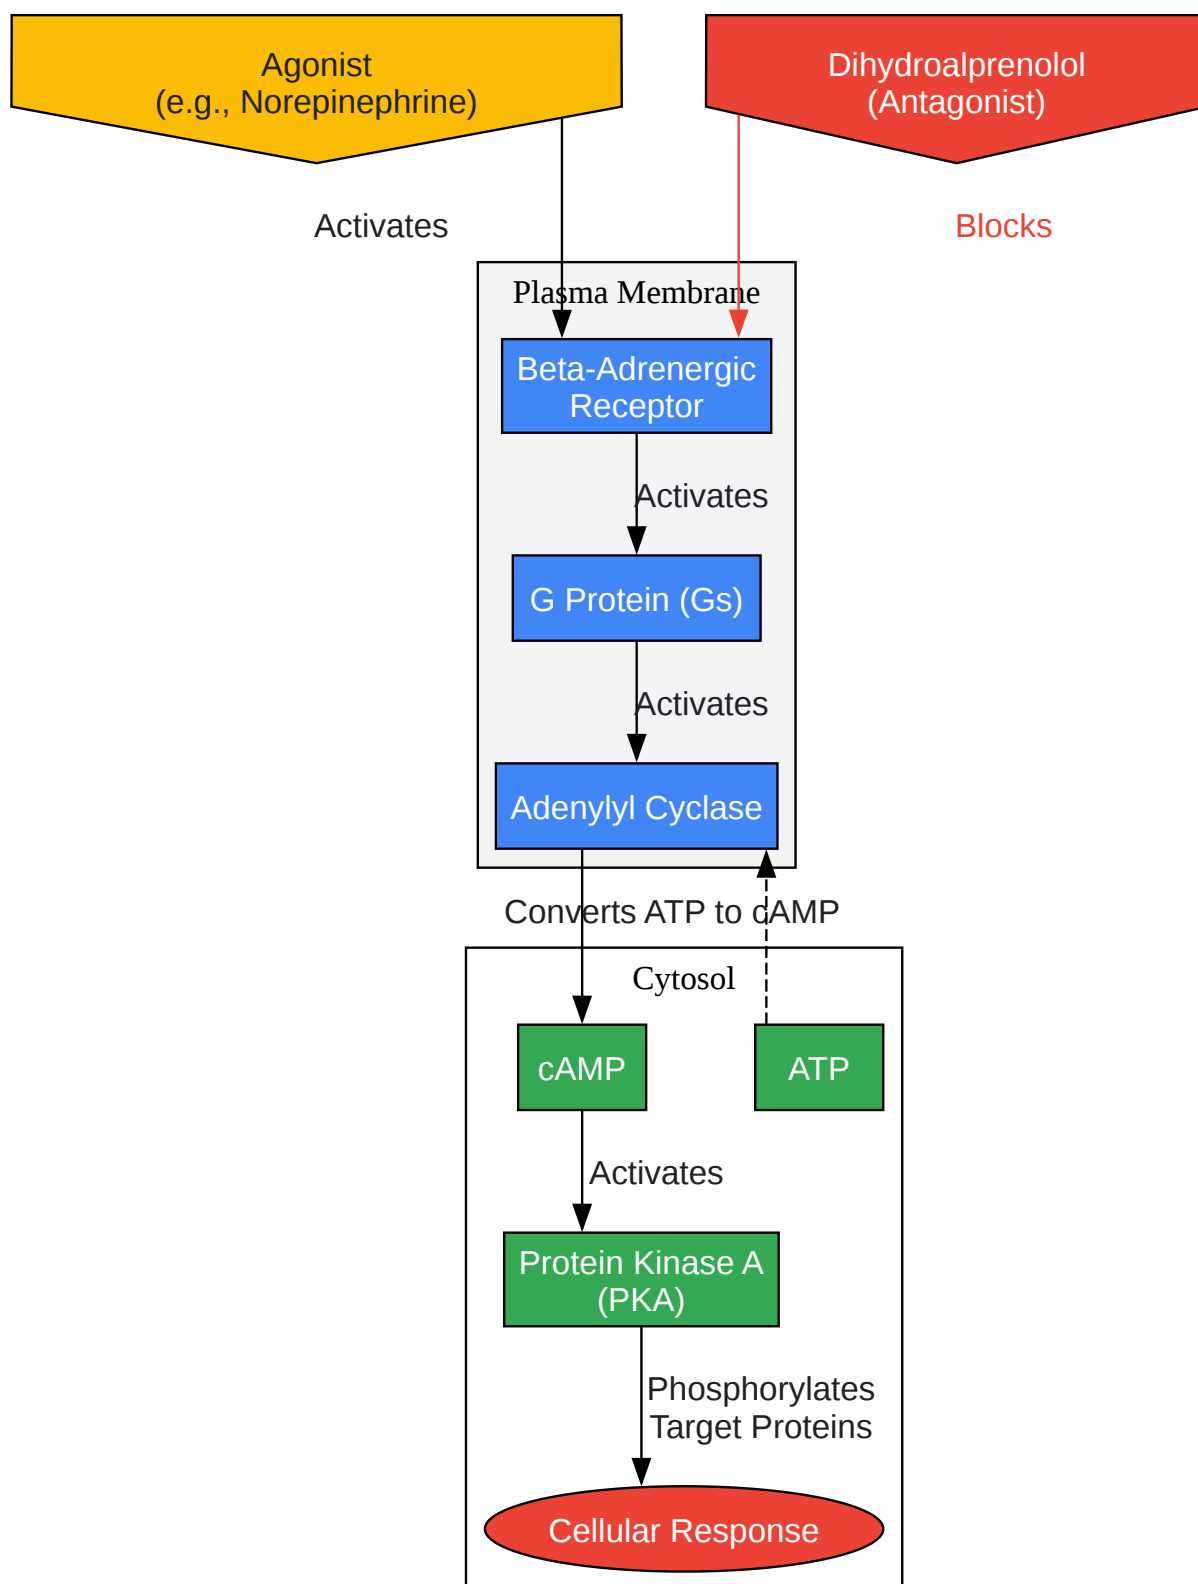 Agonist
(e.g., Norepinephrine)
Dihydroalprenolol
(Antagonist)
Activates
Blocks
Plasma Membrane
Beta-Adrenergic
Receptor
Activates
G Protein (Gs)
Activates
Adenylyl Cyclase
Converts ATP to cAMP
Cytosol
cAMP
ATP
Activates
Protein Kinase A
(PKA)
Phosphorylates
Target Proteins
Cellular Response